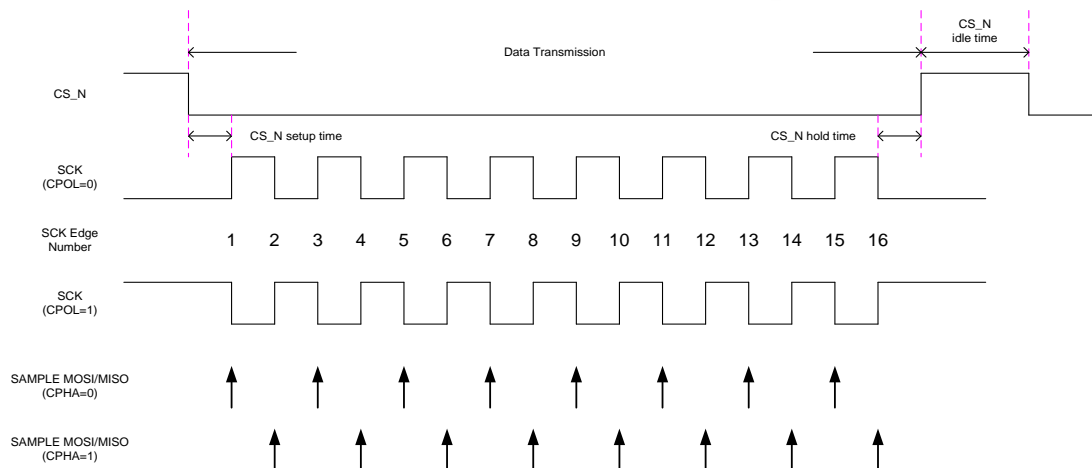 CS_N
idle time
Data Transmission
CS_N
CS_N setup time
CS_N hold time
SCK
(CPOL=0)
SCK Edge
Number
1 2 3 4 5 6 7 8 9 10 11 12 13 14 15 16
SCK
(CPOL=1)
SAMPLE MOSI/MISO
(CPHA=0)
SAMPLE MOSI/MISO
(CPHA=1)